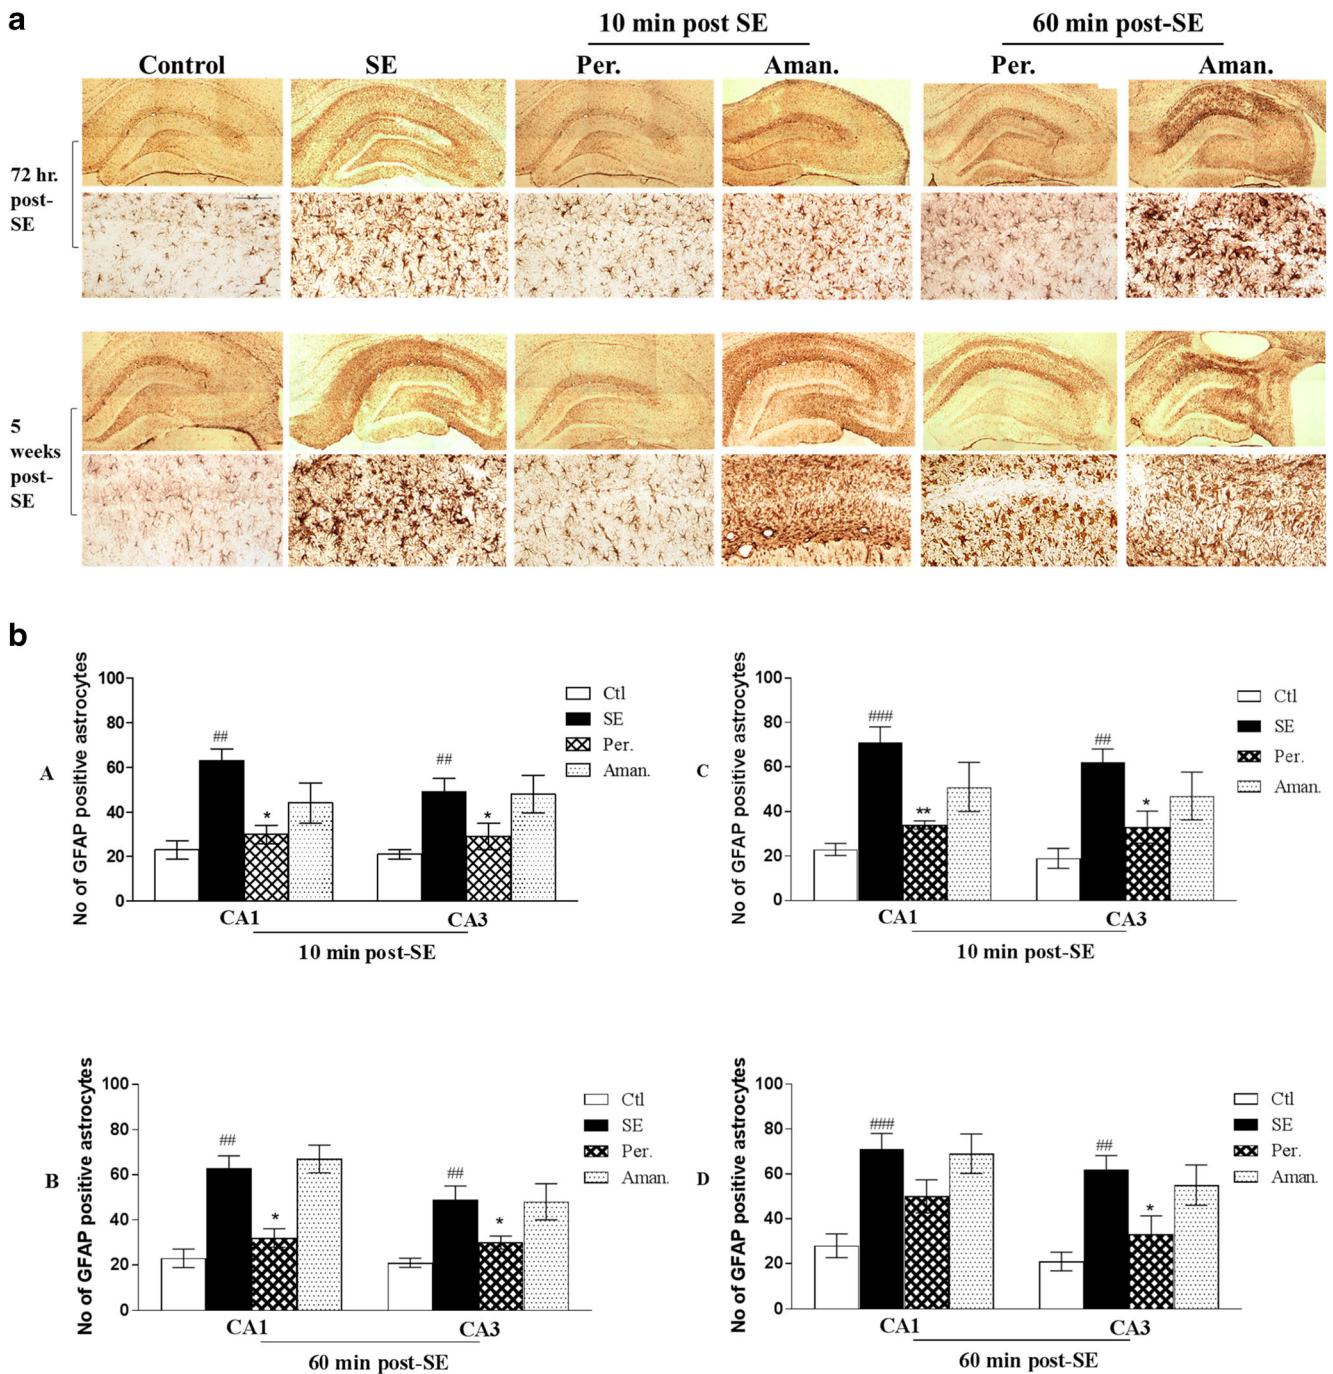 a
10 min post SE
60 min post-SE
Control
SE
Per.
Aman.
Per.
Aman.
72 hr.
post-
SE
5
weeks
post-
SE
b
A
No of GFAP positive astrocytes
100
80
60
40
20
0
##
*
##
*
Ctl
SE
Per.
Aman.
CA1
CA3
10 min post-SE
C
No of GFAP positive astrocytes
100
80
60
40
20
0
###
**
##
*
Ctl
SE
Per.
Aman.
CA1
CA3
10 min post-SE
B
No of GFAP positive astrocytes
100
80
60
40
20
0
##
*
##
*
Ctl
SE
Per.
Aman.
CA1
CA3
60 min post-SE
D
No of GFAP positive astrocytes
100
80
60
40
20
0
###
##
*
Ctl
SE
Per.
Aman.
CA1
CA3
60 min post-SE